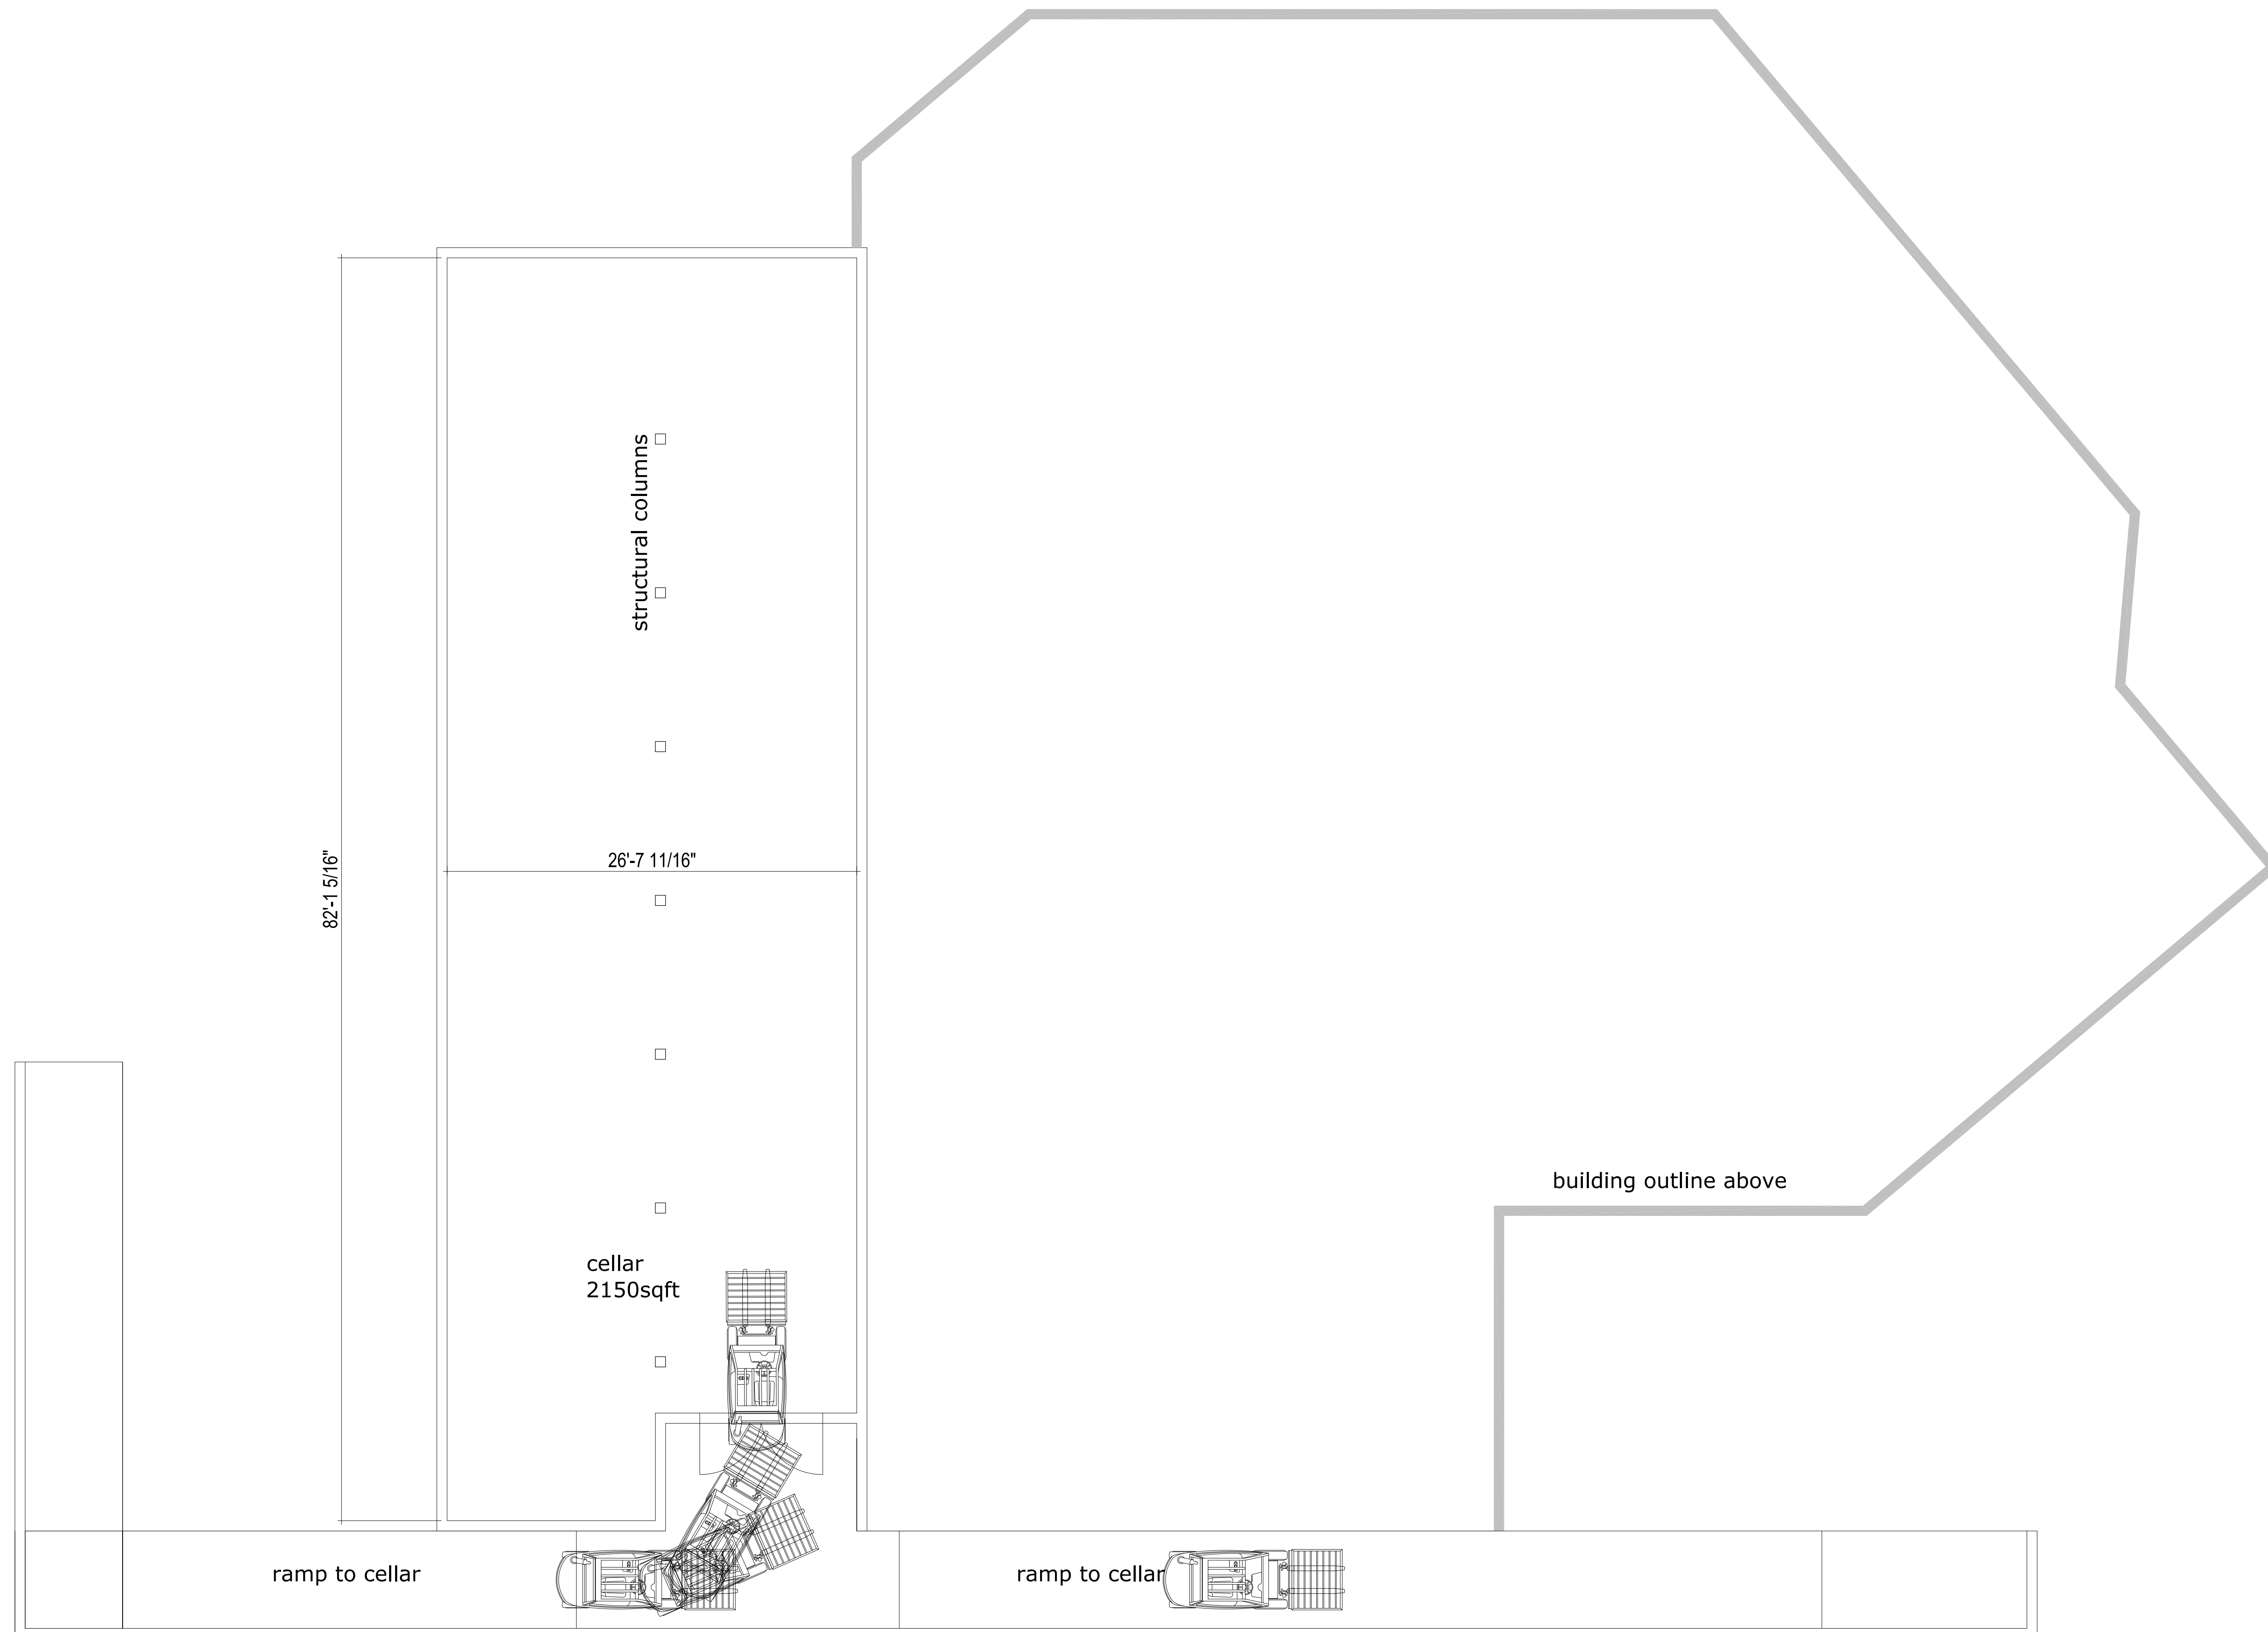 structural columns
26'-7 11/16"
82'-1 5/16"
building outline above
cellar
2150sqft
ramp to cellar
ramp to cellar